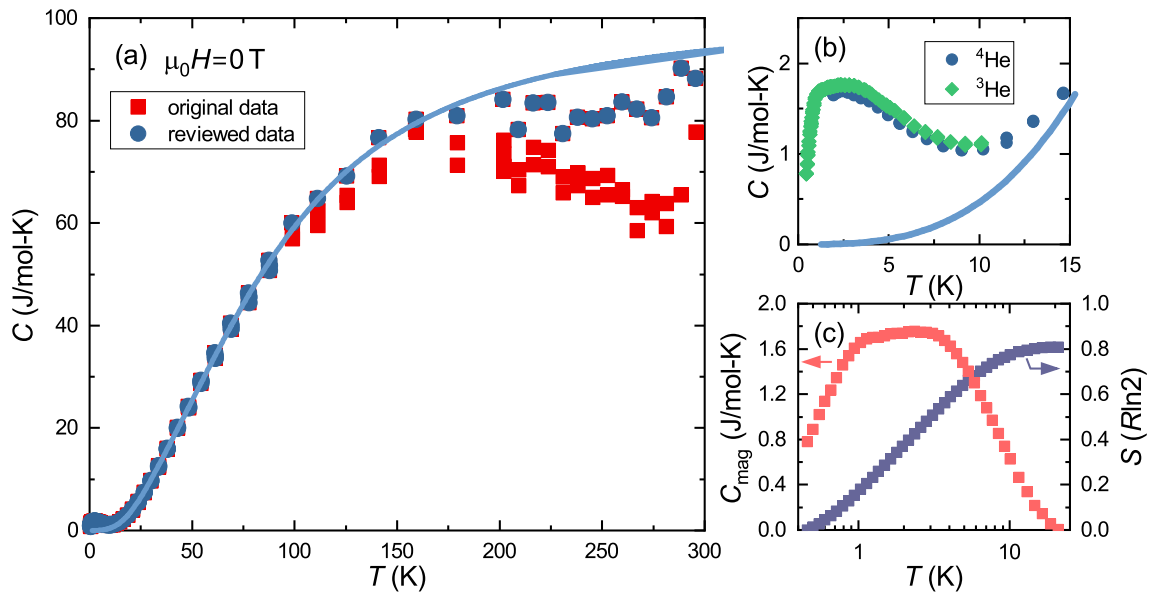 (a) μ₀H=0 T
original data
reviewed data
C (J/mol-K)
100
80
60
40
20
0
0 50 100 150 200 250 300
T (K)
(b)
⁴He
³He
C (J/mol-K)
2
1
0
0 5 10 15
T (K)
(c)
C_mag (J/mol-K)
2.0
1.6
1.2
0.8
0.4
0.0
1 10
T (K)
1.0
0.8
0.6
0.4
0.2
0.0
S (Rln2)